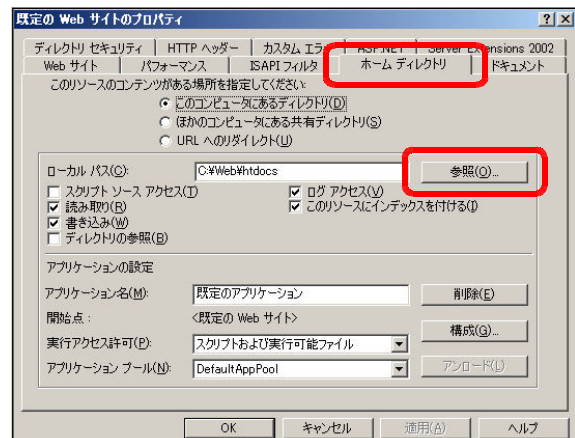 既定の Web サイトのプロパティ
ディレクトリ セキュリティ HTTP ヘッダー カスタム エラー ASP.NET Server Extensions 2002
Web サイト パフォーマンス ISAPI フィルタ ホーム ディレクトリ ドキュメント
このリソースのコンテンツがある場所を指定してください:
このコンピュータにあるディレクトリ(D)
ほかのコンピュータにある共有ディレクトリ(S)
URL へのリダイレクト(U)
ローカル パス(C): C:¥Web¥htdocs 参照(O)...
スクリプト ソース アクセス(T) ログ アクセス(V)
読み取り(R) このリソースにインデックスを付ける(I)
書き込み(W)
ディレクトリの参照(B)
アプリケーションの設定
アプリケーション名(M): 既定のアプリケーション 削除(E)
開始点 : <既定の Web サイト>
構成(G)...
実行アクセス許可(P): スクリプトおよび実行可能ファイル
アプリケーション プール(N): DefaultAppPool アンロード(L)
OK キャンセル 適用(A) ヘルプ